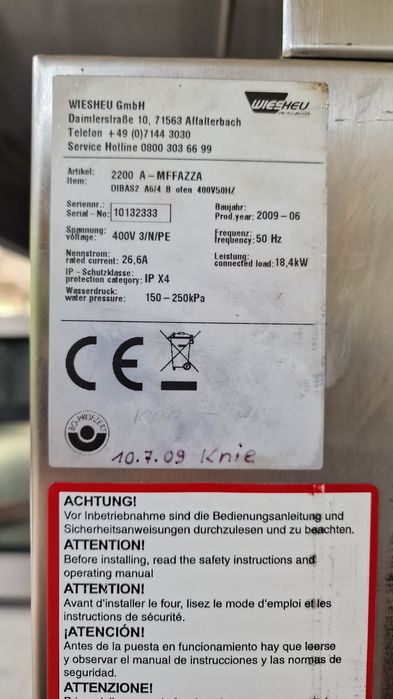 WIESHEU GmbH
WIESHEU
Daimlerstraße 10, 71563 Affalterbach
Telefon +49 (0)7144 3030
Service Hotline 0800 303 66 99
Artikel: 2200 A-MFFAZZA
Item: DIBAS2 A6/4 B ofen 400V50HZ
Seriennr.: Baujahr:
Serial-No: 10132333 Prod.year: 2009-06
Spannung: Frequenz:
voltage: 400V 3/N/PE frequency: 50 Hz
Nennstrom: Leistung:
rated current: 26,6A connected load: 18,4kW
IP - Schutzklasse:
protection category: IP X4
Wasserdruck:
water pressure: 150-250kPa
CE
BG-PRÜFZERT
10.7.09 Knie
ACHTUNG!
Vor Inbetriebnahme sind die Bedienungsanleitung und
Sicherheitsanweisungen durchzulesen und zu beachten.
ATTENTION!
Before installing, read the safety instructions and
operating manual
ATTENTION!
Avant d'installer le four, lisez le mode d'emploi et les
instructions de sécurité.
¡ATENCIÓN!
Antes de la puesta en funcionamiento hay que leerse
y observar el manual de instrucciones y las normas de
seguridad.
ATTENZIONE!